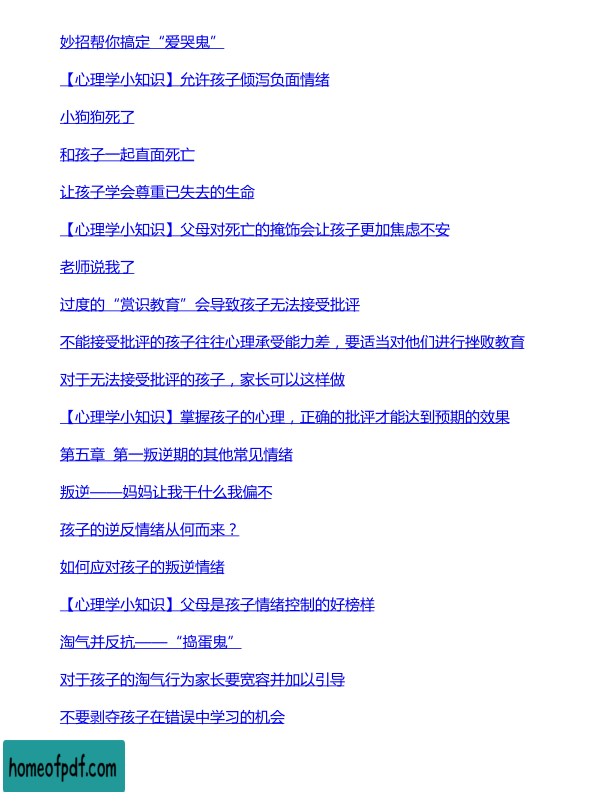 妙招帮你搞定“爱哭鬼”
【心理学小知识】允许孩子倾泻负面情绪
小狗狗死了
和孩子一起直面死亡
让孩子学会尊重已失去的生命
【心理学小知识】父母对死亡的掩饰会让孩子更加焦虑不安
老师说我了
过度的“赏识教育”会导致孩子无法接受批评
不能接受批评的孩子往往心理承受能力差，要适当对他们进行挫败教育
对于无法接受批评的孩子，家长可以这样做
【心理学小知识】掌握孩子的心理，正确的批评才能达到预期的效果
第五章 第一叛逆期的其他常见情绪
叛逆——妈妈让我干什么我偏不
孩子的逆反情绪从何而来？
如何应对孩子的叛逆情绪
【心理学小知识】父母是孩子情绪控制的好榜样
淘气并反抗——“捣蛋鬼”
对于孩子的淘气行为家长要宽容并加以引导
不要剥夺孩子在错误中学习的机会
homeofpdf.com